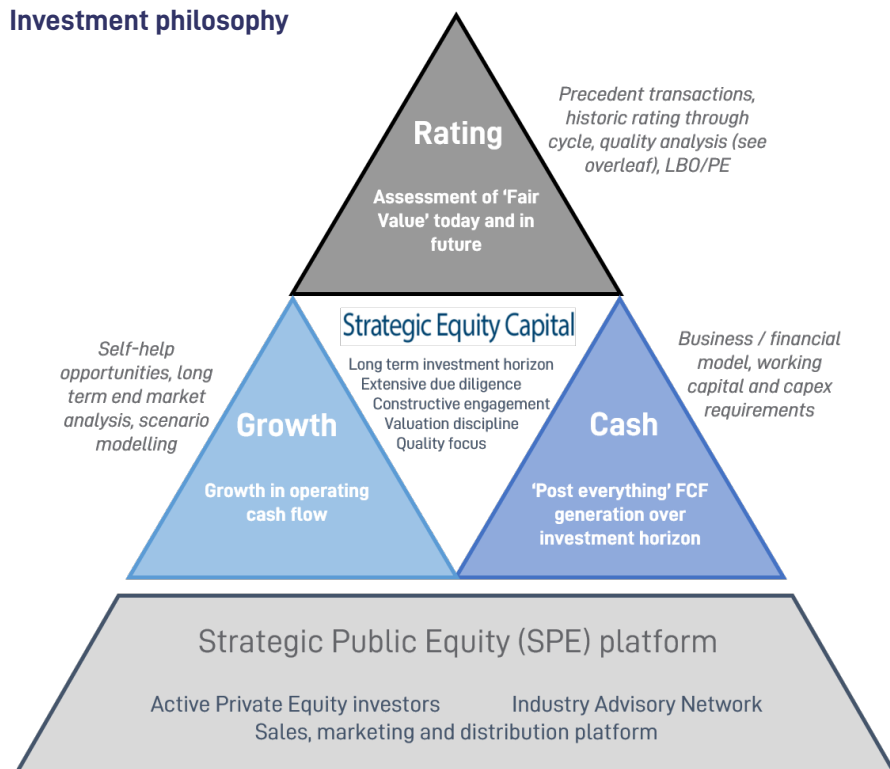 Investment philosophy
Rating
Assessment of ‘Fair
Value’ today and in
future
Precedent transactions,
historic rating through
cycle, quality analysis (see
overleaf), LBO/PE
Self-help
opportunities, long
term end market
analysis, scenario
modelling
Growth
Growth in operating
cash flow
Strategic Equity Capital
Long term investment horizon
Extensive due diligence
Constructive engagement
Valuation discipline
Quality focus
Cash
‘Post everything’ FCF
generation over
investment horizon
Business / financial
model, working
capital and capex
requirements
Strategic Public Equity (SPE) platform
Active Private Equity investors Industry Advisory Network
Sales, marketing and distribution platform